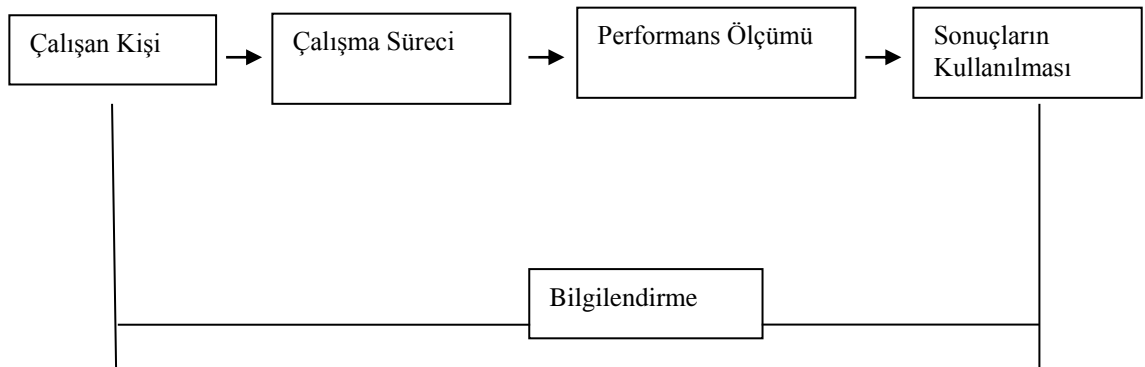 Çalışan Kişi
Çalışma Süreci
Performans Ölçümü
Sonuçların
Kullanılması
Bilgilendirme